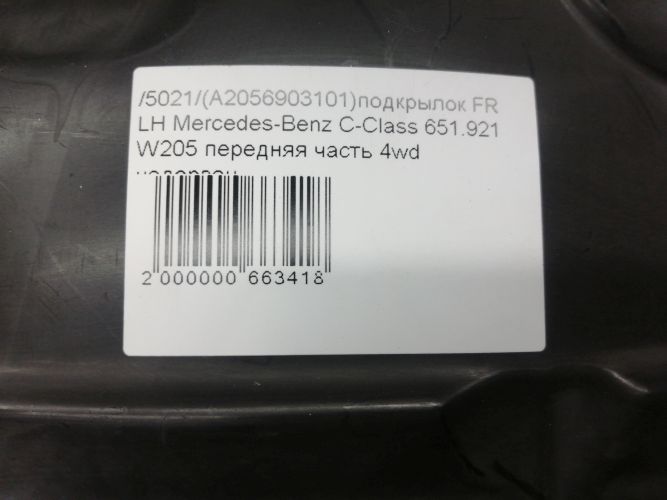 /5021/(A2056903101)подкрылок FR
LH Mercedes-Benz C-Class 651.921
W205 передняя часть 4wd
2 000000 663418